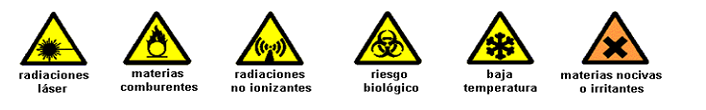 radiaciones
láser
materias
comburentes
radiaciones
no ionizantes
riesgo
biológico
baja
temperatura
materias nocivas
o irritantes